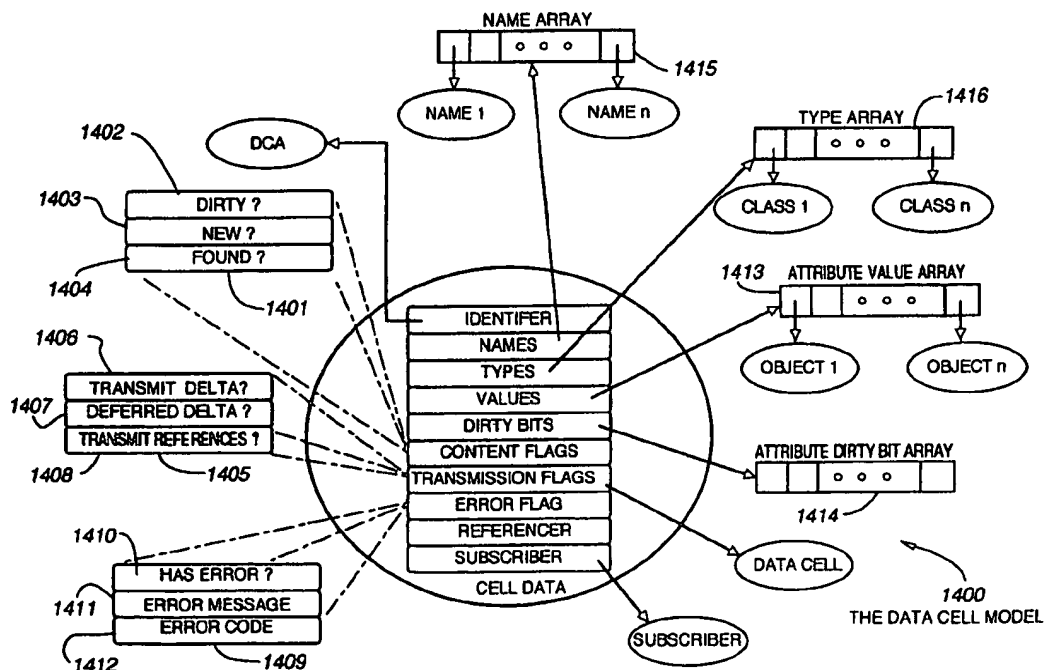 NAME ARRAY
1415
NAME 1
NAME n
1416
TYPE ARRAY
CLASS 1
CLASS n
1402
DCA
1403
DIRTY ?
NEW ?
FOUND ?
1404
1401
1413
ATTRIBUTE VALUE ARRAY
OBJECT 1
OBJECT n
IDENTIFER
NAMES
TYPES
VALUES
DIRTY BITS
CONTENT FLAGS
TRANSMISSION FLAGS
ERROR FLAG
REFERENCER
SUBSCRIBER
CELL DATA
1406
1407
TRANSMIT DELTA?
DEFERRED DELTA ?
TRANSMIT REFERENCES ?
1408
1405
ATTRIBUTE DIRTY BIT ARRAY
1414
DATA CELL
1410
1411
HAS ERROR ?
ERROR MESSAGE
ERROR CODE
1412
1409
SUBSCRIBER
1400
THE DATA CELL MODEL